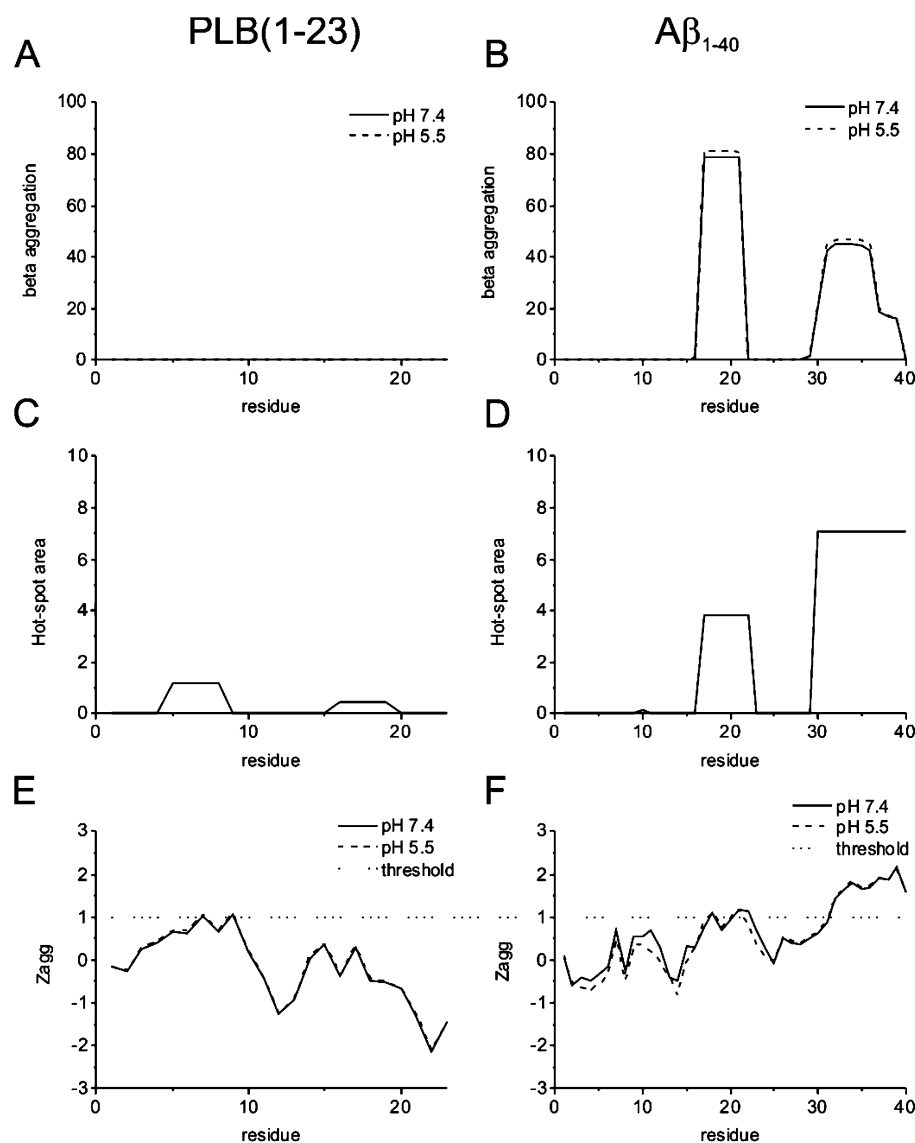 PLB(1-23)
Aβ1-40
A
B
100
80
60
40
20
0
beta aggregation
pH 7.4
pH 5.5
0
10
20
residue
100
80
60
40
20
0
beta aggregation
pH 7.4
pH 5.5
0
10
20
30
40
residue
C
D
10
8
6
4
2
0
Hot-spot area
0
10
20
residue
10
8
6
4
2
0
Hot-spot area
0
10
20
30
40
residue
E
F
3
2
1
0
-1
-2
-3
Zagg
pH 7.4
pH 5.5
threshold
0
10
20
residue
3
2
1
0
-1
-2
-3
Zagg
pH 7.4
pH 5.5
threshold
0
10
20
30
40
residue